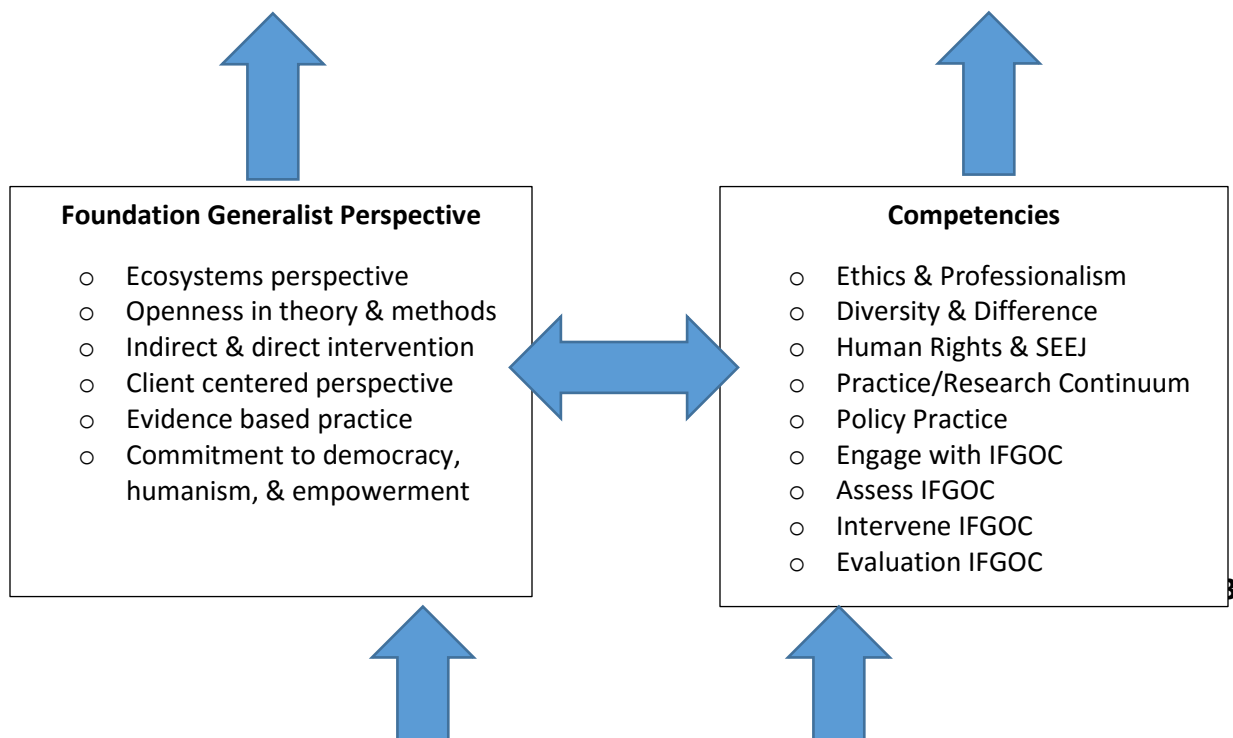 Foundation Generalist Perspective
o Ecosystems perspective
o Openness in theory & methods
o Indirect & direct intervention
o Client centered perspective
o Evidence based practice
o Commitment to democracy,
humanism, & empowerment
Competencies
o Ethics & Professionalism
o Diversity & Difference
o Human Rights & SEEJ
o Practice/Research Continuum
o Policy Practice
o Engage with IFGOC
o Assess IFGOC
o Intervene IFGOC
o Evaluation IFGOC